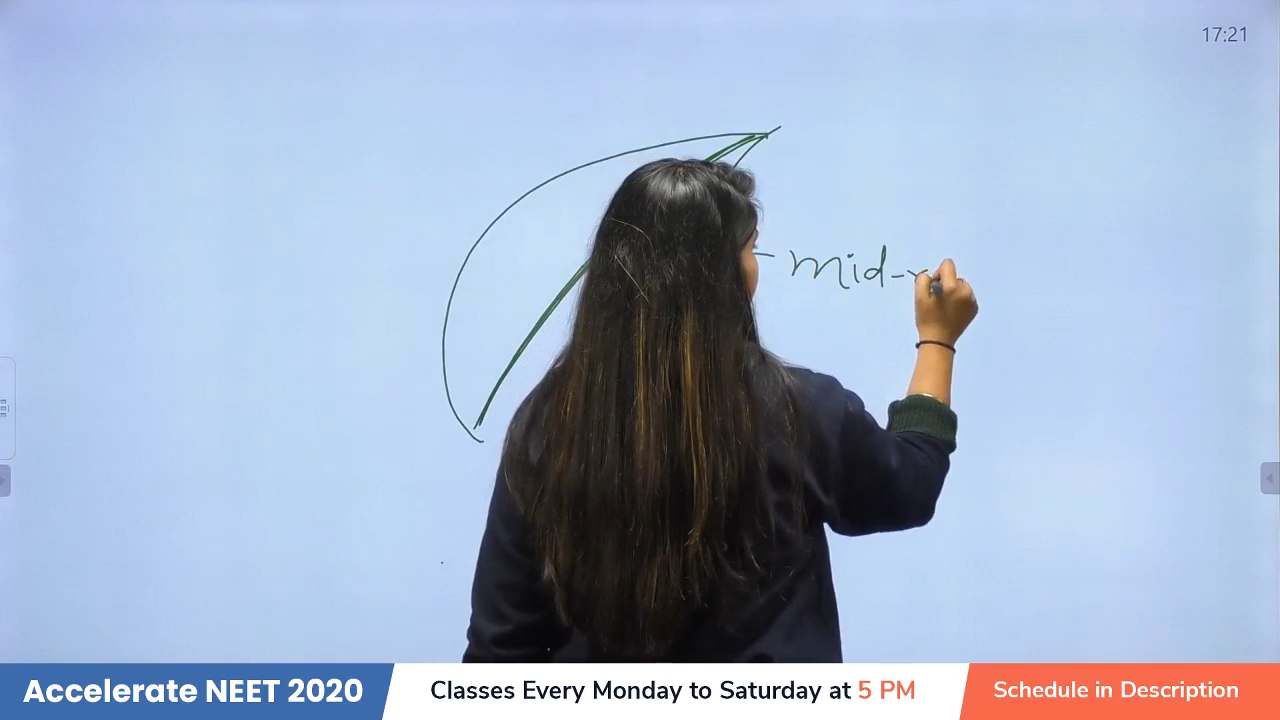 17:21
mid-
Accelerate NEET 2020
Classes Every Monday to Saturday at 5 PM
Schedule in Description